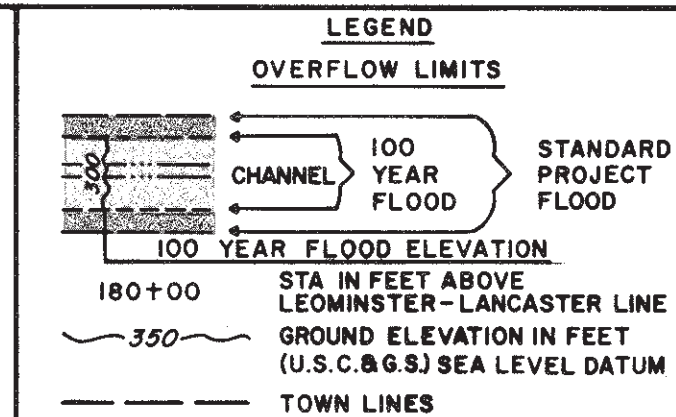 LEGEND
OVERFLOW LIMITS
300
CHANNEL
100
YEAR
FLOOD
STANDARD
PROJECT
FLOOD
100 YEAR FLOOD ELEVATION
180+00
STA IN FEET ABOVE
LEOMINSTER-LANCASTER LINE
350
GROUND ELEVATION IN FEET
(U.S.C.&G.S.) SEA LEVEL DATUM
TOWN LINES